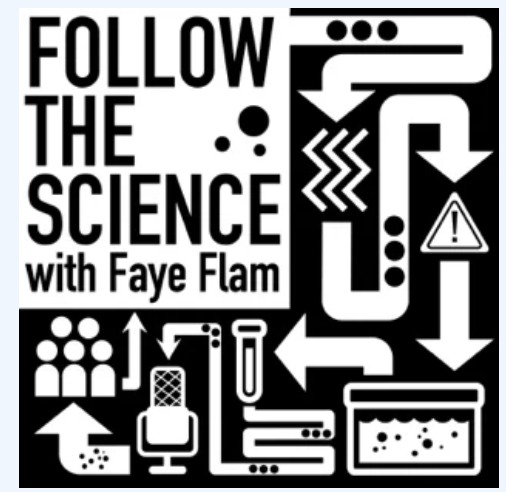 FOLLOW
THE
SCIENCE
with Faye Flam
!